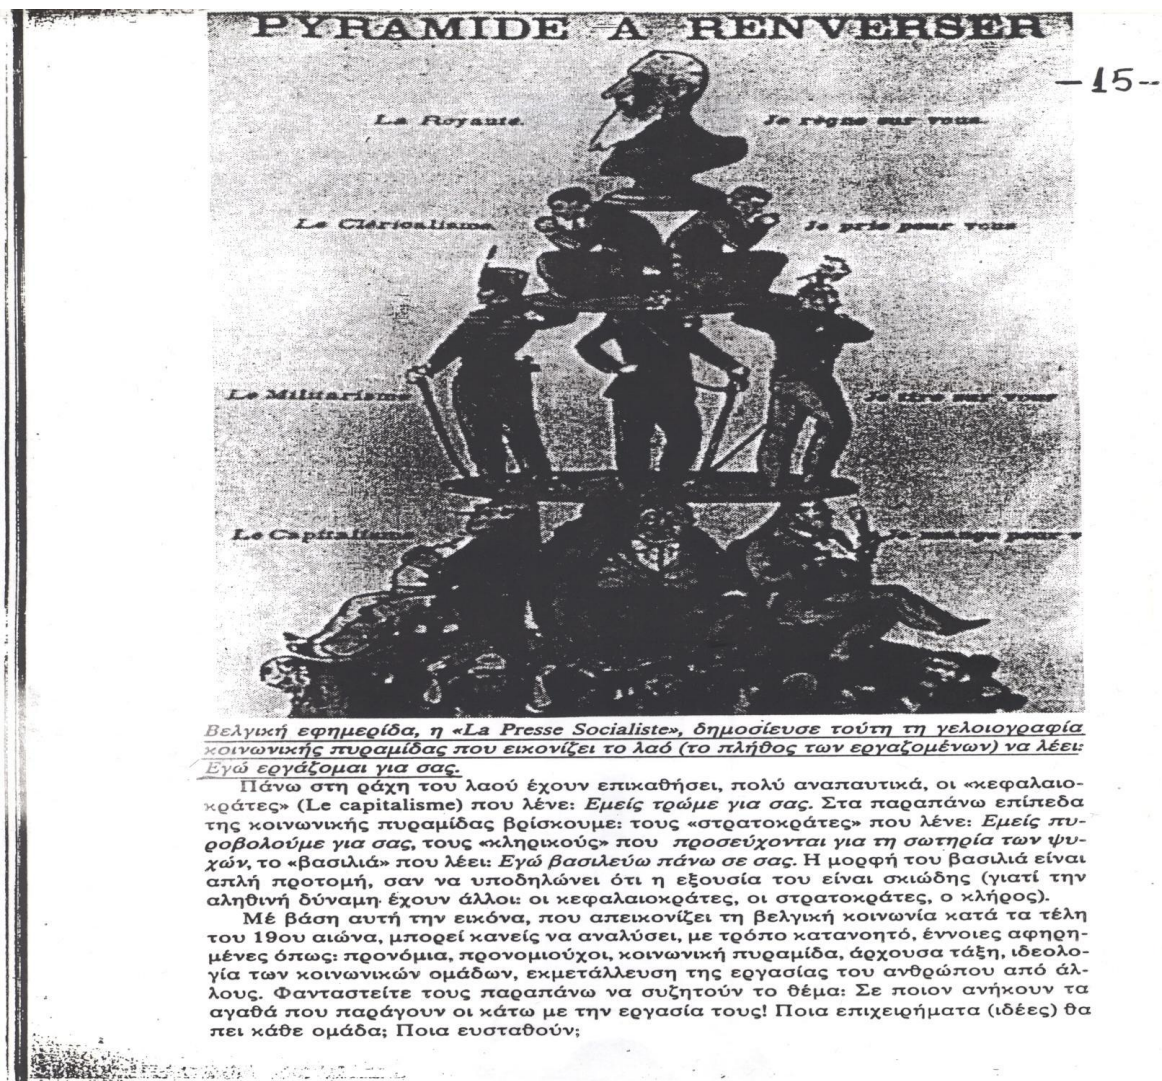 PYRAMIDE A RENVERSER
-15-
La Royauté. Je règne sur vous.
Le Cléricalisme. Je prie pour vous
Le Militarisme Je tire sur vous
Le Capitalisme Je mange pour v
Βελγική εφημερίδα, η «La Presse Socialiste», δημοσίευσε τούτη τη γελοιογραφία
κοινωνικής πυραμίδας που εικονίζει το λαό (το πλήθος των εργαζομένων) να λέει:
Εγώ εργάζομαι για σας.
Πάνω στη ράχη του λαού έχουν επικαθήσει, πολύ αναπαυτικά, οι «κεφαλαιο-
κράτες» (Le capitalisme) που λένε: Εμείς τρώμε για σας. Στα παραπάνω επίπεδα
της κοινωνικής πυραμίδας βρίσκουμε: τους «στρατοκράτες» που λένε: Εμείς πυ-
ροβολούμε για σας, τους «κληρικούς» που προσεύχονται για τη σωτηρία των ψυ-
χών, το «βασιλιά» που λέει: Εγώ βασιλεύω πάνω σε σας. Η μορφή του βασιλιά είναι
απλή προτομή, σαν να υποδηλώνει ότι η εξουσία του είναι σκιώδης (γιατί την
αληθινή δύναμη έχουν άλλοι: οι κεφαλαιοκράτες, οι στρατοκράτες, ο κλήρος).
Μέ βάση αυτή την εικόνα, που απεικονίζει τη βελγική κοινωνία κατά τα τέλη
του 19ου αιώνα, μπορεί κανείς να αναλύσει, με τρόπο κατανοητό, έννοιες αφηρη-
μένες όπως: προνόμια, προνομιούχοι, κοινωνική πυραμίδα, άρχουσα τάξη, ιδεολο-
γία των κοινωνικών ομάδων, εκμετάλλευση της εργασίας του ανθρώπου από άλ-
λους. Φανταστείτε τους παραπάνω να συζητούν το θέμα: Σε ποιον ανήκουν τα
αγαθά που παράγουν οι κάτω με την εργασία τους! Ποια επιχειρήματα (ιδέες) θα
πει κάθε ομάδα; Ποια ευσταθούν;